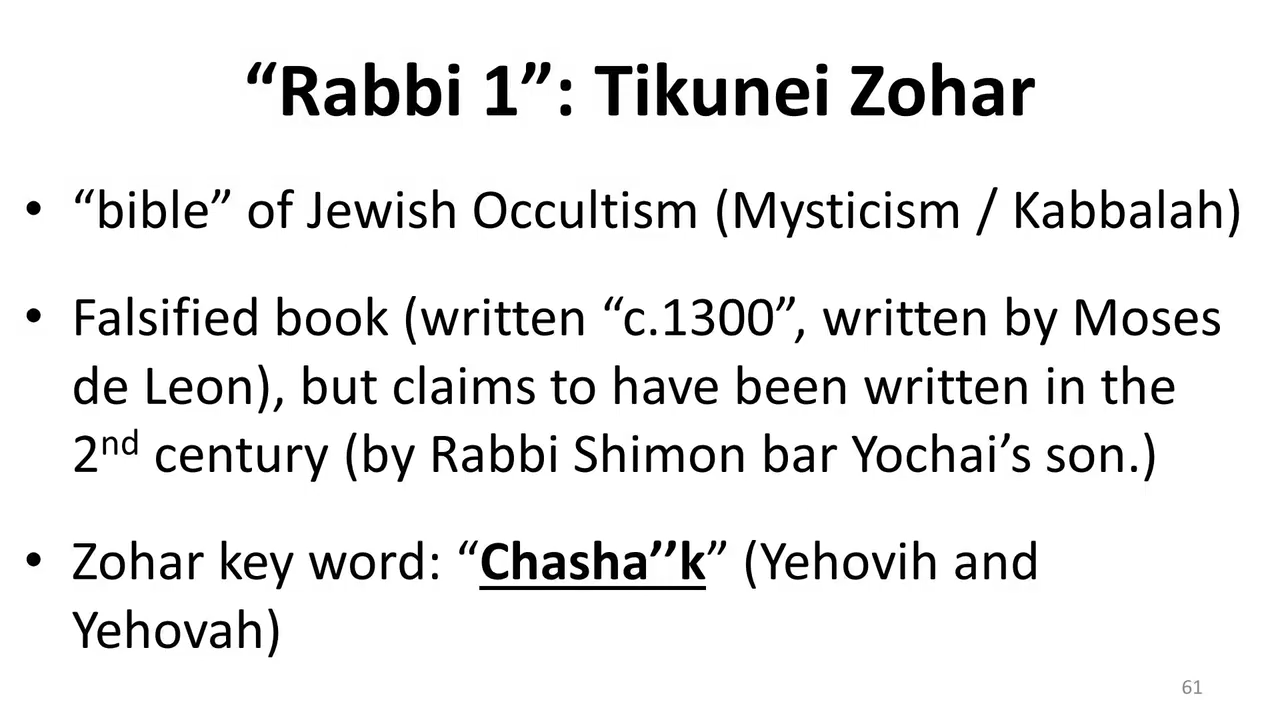 “Rabbi 1”: Tikunei Zohar
• “bible” of Jewish Occultism (Mysticism / Kabbalah)
• Falsified book (written “c.1300”, written by Moses
de Leon), but claims to have been written in the
2nd century (by Rabbi Shimon bar Yochai’s son.)
• Zohar key word: “Chasha’’k” (Yehovih and
Yehovah)
61